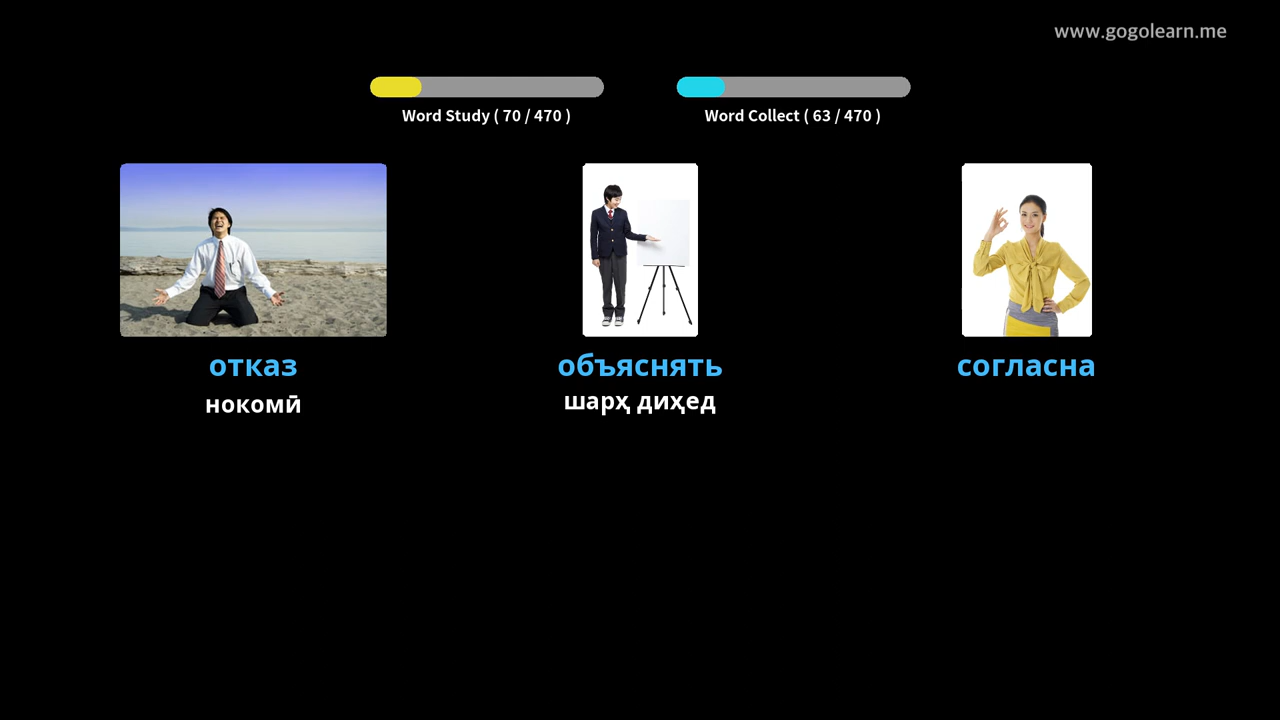 www.gogolearn.me
Word Study ( 70 / 470 )
Word Collect ( 63 / 470 )
отказ
нокомӣ
объяснять
шарҳ диҳед
согласна